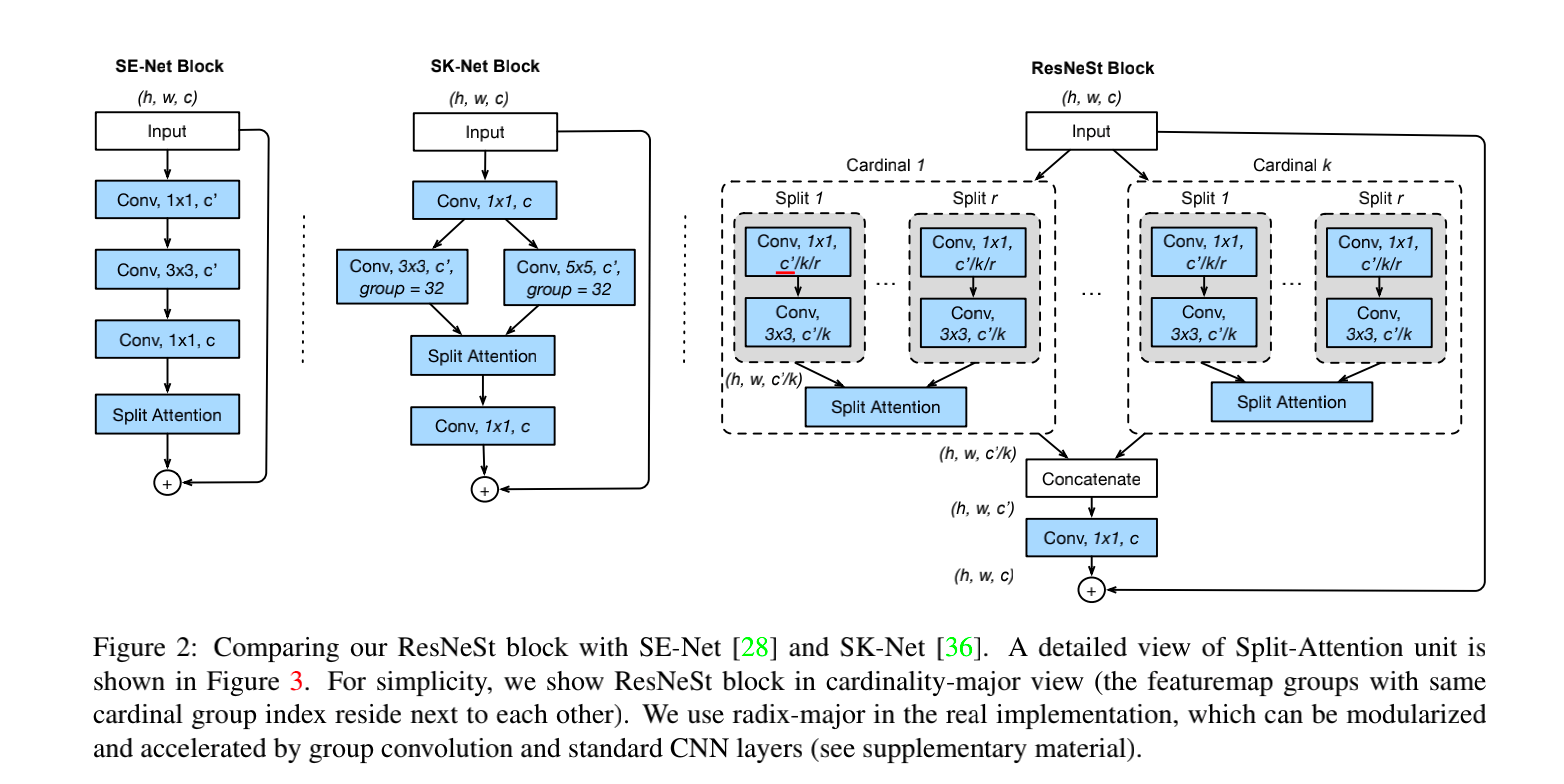 SE-Net Block
(h, w, c)
Input
Conv, 1x1, c’
Conv, 3x3, c’
Conv, 1x1, c
Split Attention
+
SK-Net Block
(h, w, c)
Input
Conv, 1x1, c
Conv, 3x3, c’,
group = 32
Conv, 5x5, c’,
group = 32
Split Attention
Conv, 1x1, c
+
ResNeSt Block
(h, w, c)
Input
Cardinal 1
Split 1
Conv, 1x1,
c’/k/r
Conv,
3x3, c’/k
...
Split r
Conv, 1x1,
c’/k/r
Conv,
3x3, c’/k
(h, w, c’/k)
Split Attention
...
Cardinal k
Split 1
Conv, 1x1,
c’/k/r
Conv,
3x3, c’/k
...
Split r
Conv, 1x1,
c’/k/r
Conv,
3x3, c’/k
Split Attention
(h, w, c’/k)
Concatenate
(h, w, c’)
Conv, 1x1, c
(h, w, c)
+
Figure 2: Comparing our ResNeSt block with SE-Net [28] and SK-Net [36]. A detailed view of Split-Attention unit is
shown in Figure 3. For simplicity, we show ResNeSt block in cardinality-major view (the featuremap groups with same
cardinal group index reside next to each other). We use radix-major in the real implementation, which can be modularized
and accelerated by group convolution and standard CNN layers (see supplementary material).